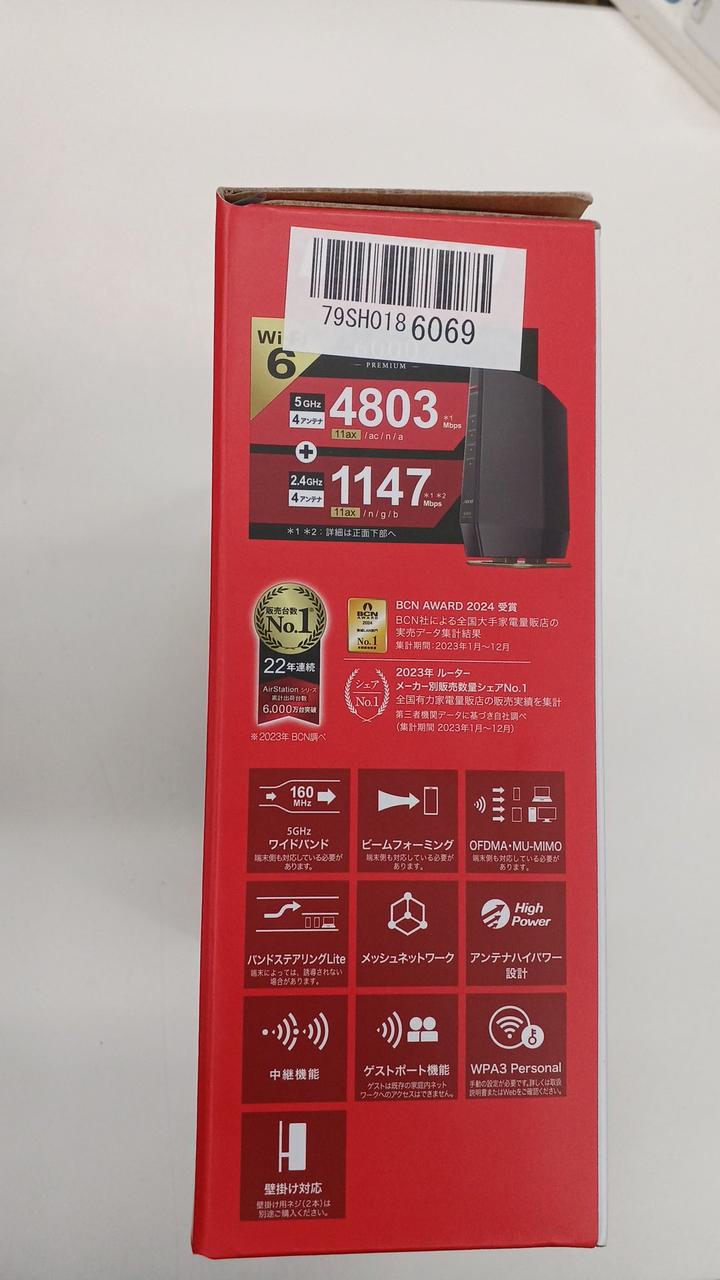 79SH0186069
Wi Fi
6
PREMIUM
5GHz
4アンテナ
4803
*1
Mbps
11ax /ac/n/a
2.4GHz
4アンテナ
1147
*1 *2
Mbps
11ax /n/g/b
*1 *2：詳細は正面下部へ
販売台数
No.1※
22年連続
AirStation シリーズ
累計出荷台数
6,000万台突破
※2023年 BCN調べ
BCN
AWARD
2024
No.1
BCN AWARD 2024 受賞
BCN社による全国大手家電量販店の
実売データ集計結果
集計期間：2023年1月～12月
シェア
No.1
2023年 ルーター
メーカー別販売数量シェアNo.1
全国有力家電量販店の販売実績を集計
第三者機関データに基づき自社調べ
（集計期間 2023年1月～12月）
160
MHz
5GHz
ワイドバンド
端末側も対応している必要が
あります。
ビームフォーミング
端末側も対応している必要が
あります。
OFDMA・MU-MIMO
端末側も対応している必要が
あります。
バンドステアリングLite
端末によっては、誘導されない
場合があります。
メッシュネットワーク
High
Power
アンテナハイパワー
設計
中継機能
ゲストポート機能
ゲストは既存の家庭内ネット
ワークへのアクセスはできません。
WPA3 Personal
手動の設定が必要です。詳しくは取扱
説明書またはWebをご確認ください。
壁掛け対応
壁掛け用ネジ（2本）は
別途ご購入ください。